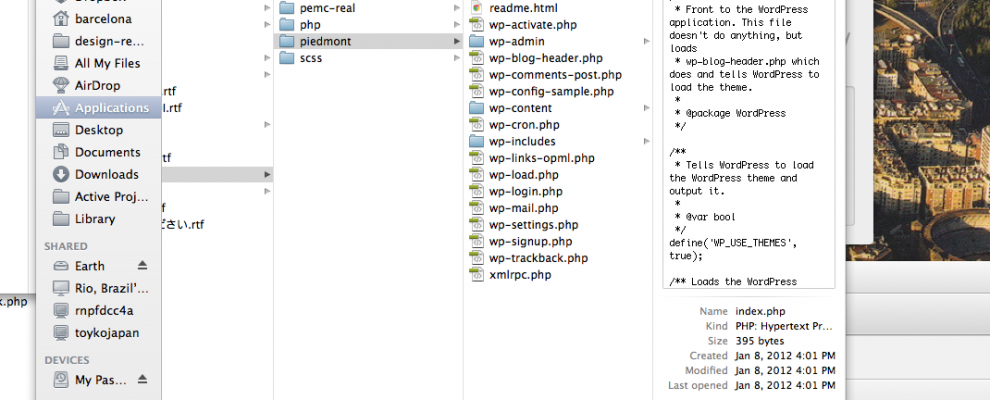 Dropbox
barcelona
design-re...
All My Files
AirDrop
Applications
Desktop
Documents
Downloads
Active Proj...
Library
SHARED
Earth
Rio, Brazil'...
rnpfdcc4a
toykojapan
DEVICES
My Pas...
x.php
.rtf
l.rtf
tf
f
ださい.rtf
pemc-real
php
piedmont
scss
readme.html
wp-activate.php
wp-admin
wp-blog-header.php
wp-comments-post.php
wp-config-sample.php
wp-content
wp-cron.php
wp-includes
wp-links-opml.php
wp-load.php
wp-login.php
wp-mail.php
wp-settings.php
wp-signup.php
wp-trackback.php
xmlrpc.php
/**
* Front to the WordPress
application. This file
doesn't do anything, but
loads
* wp-blog-header.php which
does and tells WordPress to
load the theme.
*
* @package WordPress
*/
/**
* Tells WordPress to load
the WordPress theme and
output it.
*
* @var bool
*/
define('WP_USE_THEMES',
true);
/** Loads the WordPress
Name index.php
Kind PHP: Hypertext Pr...
Size 395 bytes
Created Jan 8, 2012 4:01 PM
Modified Jan 8, 2012 4:01 PM
Last opened Jan 8, 2012 4:01 PM